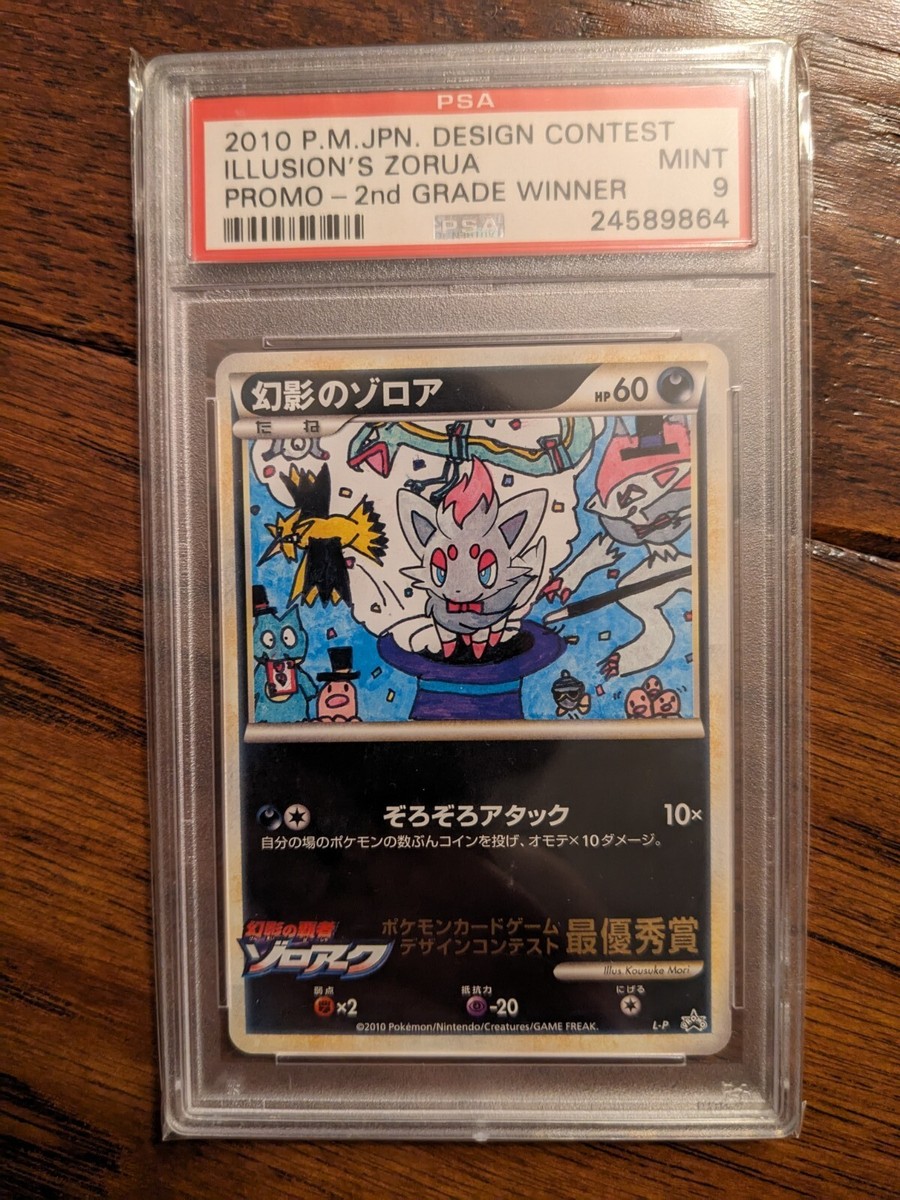 PSA
2010 P.M.JPN. DESIGN CONTEST
ILLUSION'S ZORUA MINT
PROMO - 2nd GRADE WINNER 9
PSA 24589864
幻影のゾロア HP60
たね
ぞろぞろアタック 10×
自分の場のポケモンの数ぶんコインを投げ、オモテ×10ダメージ。
幻影の覇者
ゾロアーク
ポケモンカードゲーム
デザインコンテスト 最優秀賞
Illus. Kousuke Mori
弱点 抵抗力 にげる
×2 -20
©2010 Pokémon/Nintendo/Creatures/GAME FREAK. L-P